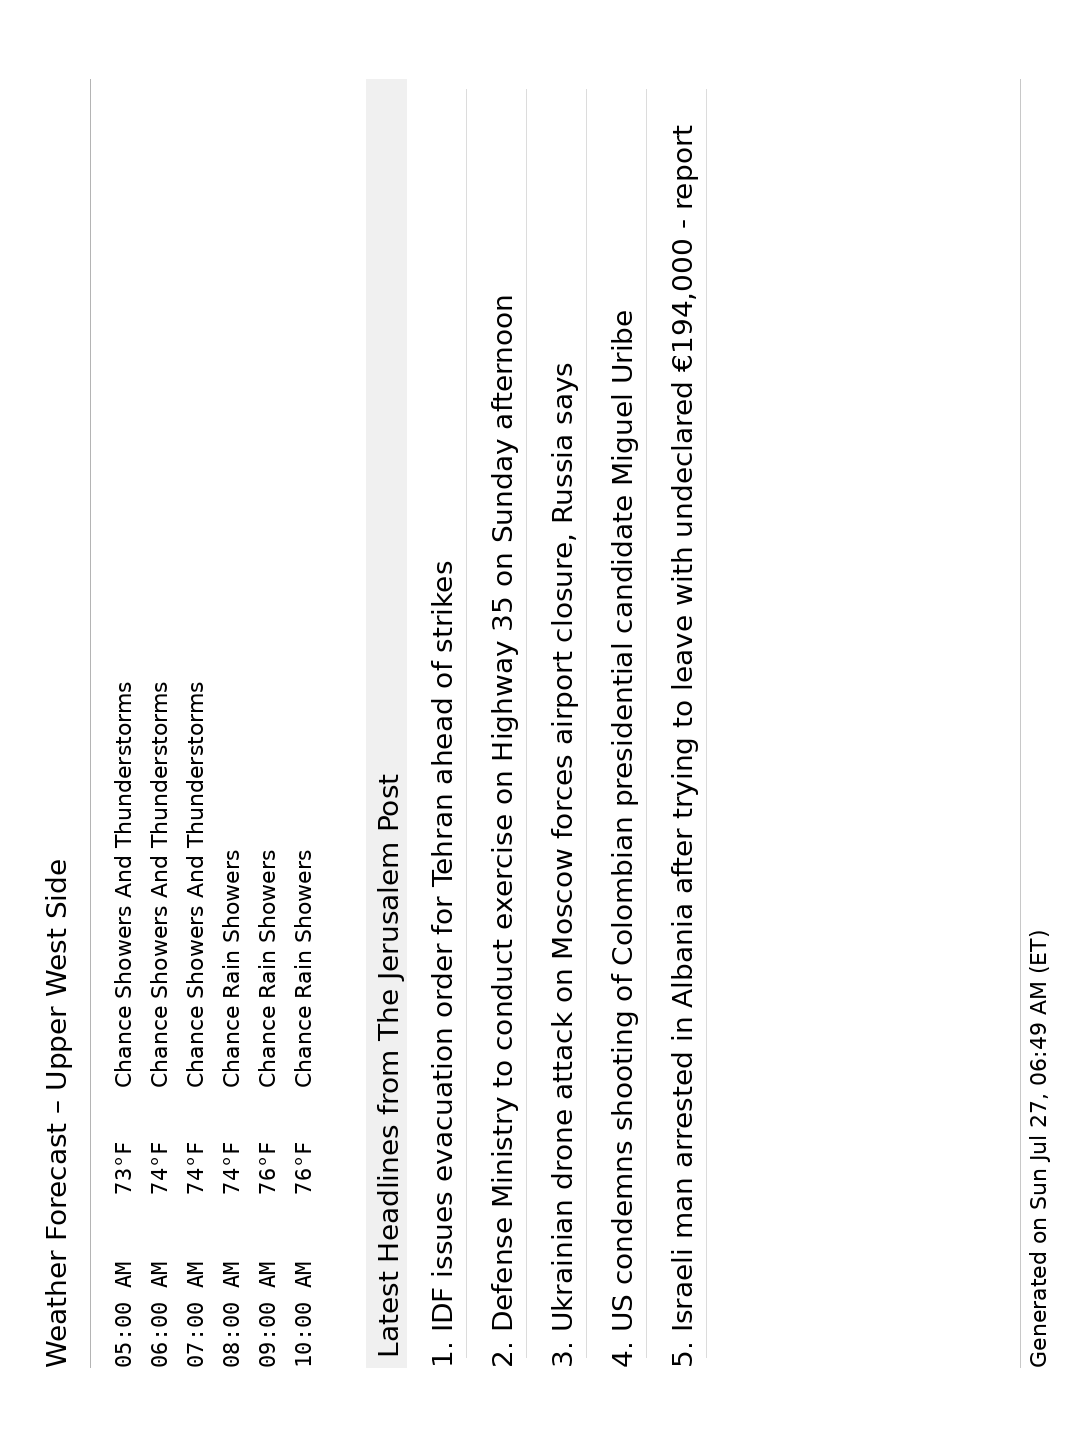 Weather Forecast – Upper West Side
05:00 AM 73°F Chance Showers And Thunderstorms
06:00 AM 74°F Chance Showers And Thunderstorms
07:00 AM 74°F Chance Showers And Thunderstorms
08:00 AM 74°F Chance Rain Showers
09:00 AM 76°F Chance Rain Showers
10:00 AM 76°F Chance Rain Showers
Latest Headlines from The Jerusalem Post
1. IDF issues evacuation order for Tehran ahead of strikes
2. Defense Ministry to conduct exercise on Highway 35 on Sunday afternoon
3. Ukrainian drone attack on Moscow forces airport closure, Russia says
4. US condemns shooting of Colombian presidential candidate Miguel Uribe
5. Israeli man arrested in Albania after trying to leave with undeclared €194,000 - report
Generated on Sun Jul 27, 06:49 AM (ET)